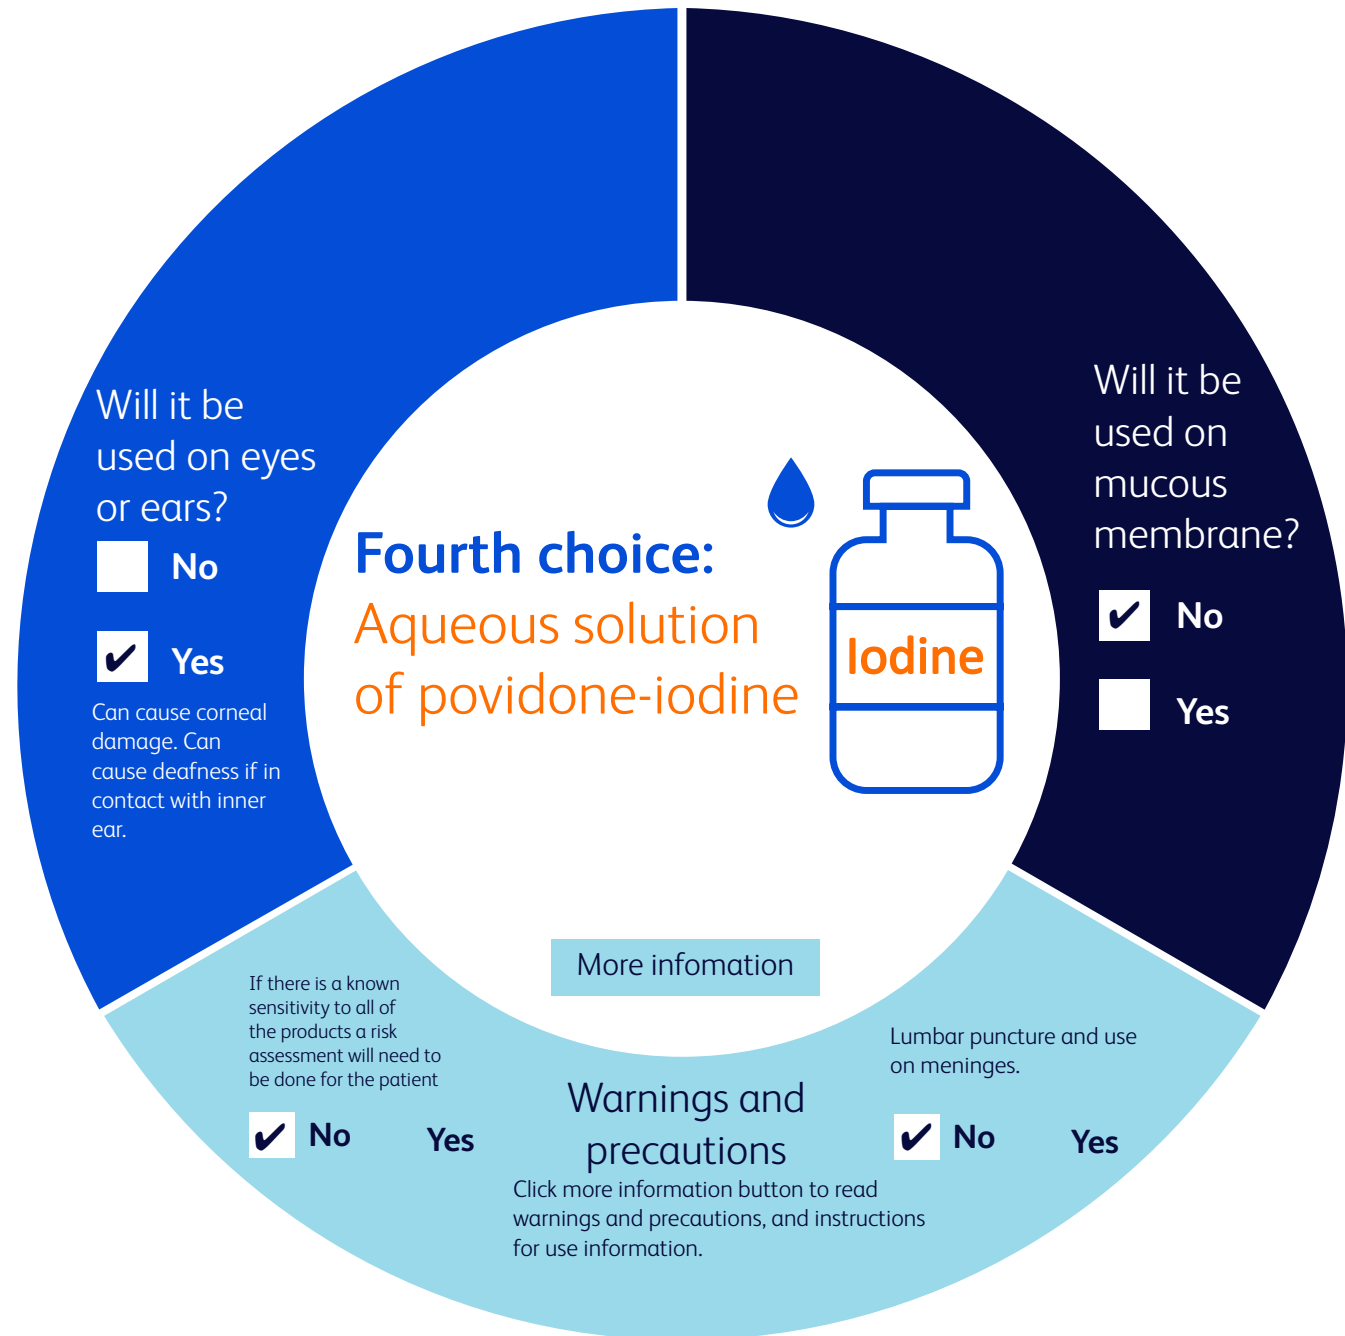 Will it be
used on eyes
or ears?
No
✔ Yes
Can cause corneal
damage. Can
cause deafness if in
contact with inner
ear.
Fourth choice:
Aqueous solution
of povidone-iodine
Iodine
Will it be
used on
mucous
membrane?
✔ No
Yes
More infomation
If there is a known
sensitivity to all of
the products a risk
assessment will need to
be done for the patient
✔ No Yes
Warnings and
precautions
Click more information button to read
warnings and precautions, and instructions
for use information.
Lumbar puncture and use
on meninges.
✔ No Yes